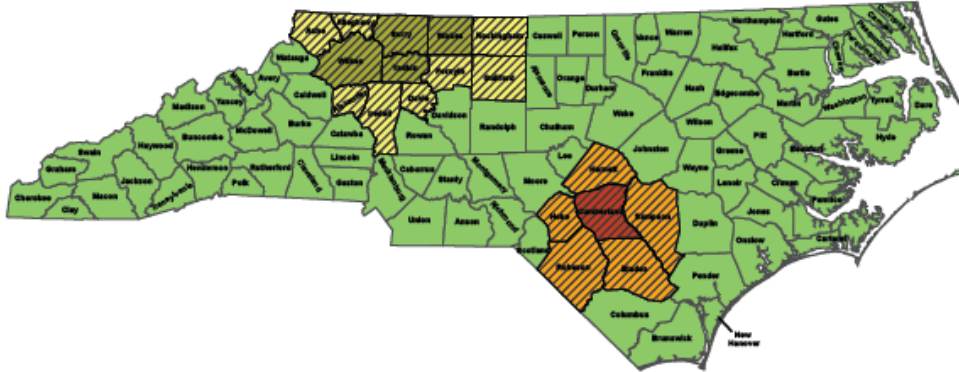 Ashe
Alleghany
Surry
Stokes
Rockingham
Caswell
Person
Granville
Vance
Warren
Northampton
Gates
Hertford
Halifax
Watauga
Wilkes
Yadkin
Forsyth
Guilford
Orange
Durham
Franklin
Bertie
Avery
Nash
Edgecombe
Martin
Washington
Tyrrell
Dare
Mitchell
Caldwell
Davie
Iredell
Davidson
Wake
Madison
Yancey
Burke
Catawba
Rowan
Randolph
Chatham
Wilson
Pitt
Beaufort
Hyde
Buncombe
McDowell
Haywood
Lincoln
Lee
Johnston
Wayne
Greene
Swain
Graham
Jackson
Henderson
Rutherford
Cleveland
Gaston
Cabarrus
Stanly
Montgomery
Moore
Harnett
Lenoir
Craven
Pamlico
Cherokee
Macon
Clay
Transylvania
Polk
Union
Anson
Richmond
Hoke
Cumberland
Sampson
Duplin
Jones
Onslow
Carteret
Scotland
Robeson
Bladen
Pender
Columbus
Brunswick
New
Hanover